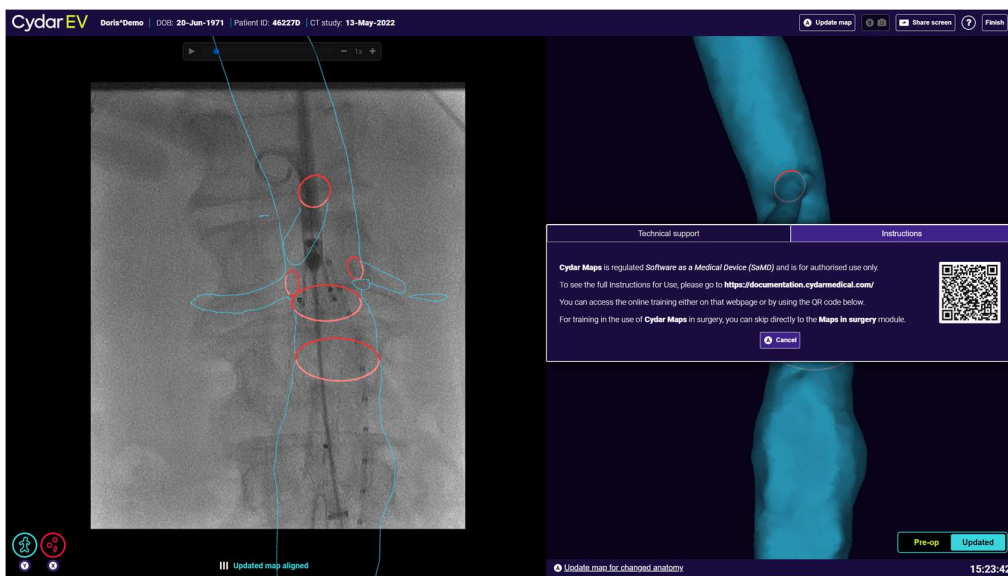 CydarEV Doris^Demo DOB: 20-Jun-1971 Patient ID: 46227D CT study: 13-May-2022 A Update map B Share screen ? Finish
1x
Technical support Instructions
Cydar Maps is regulated Software as a Medical Device (SaMD) and is for authorised use only.
To see the full Instructions for Use, please go to https://documentation.cydarmedical.com/
You can access the online training either on that webpage or by using the QR code below.
For training in the use of Cydar Maps in surgery, you can skip directly to the Maps in surgery module.
A Cancel
Pre-op Updated
Y X
Updated map aligned
A Update map for changed anatomy
15:23:42